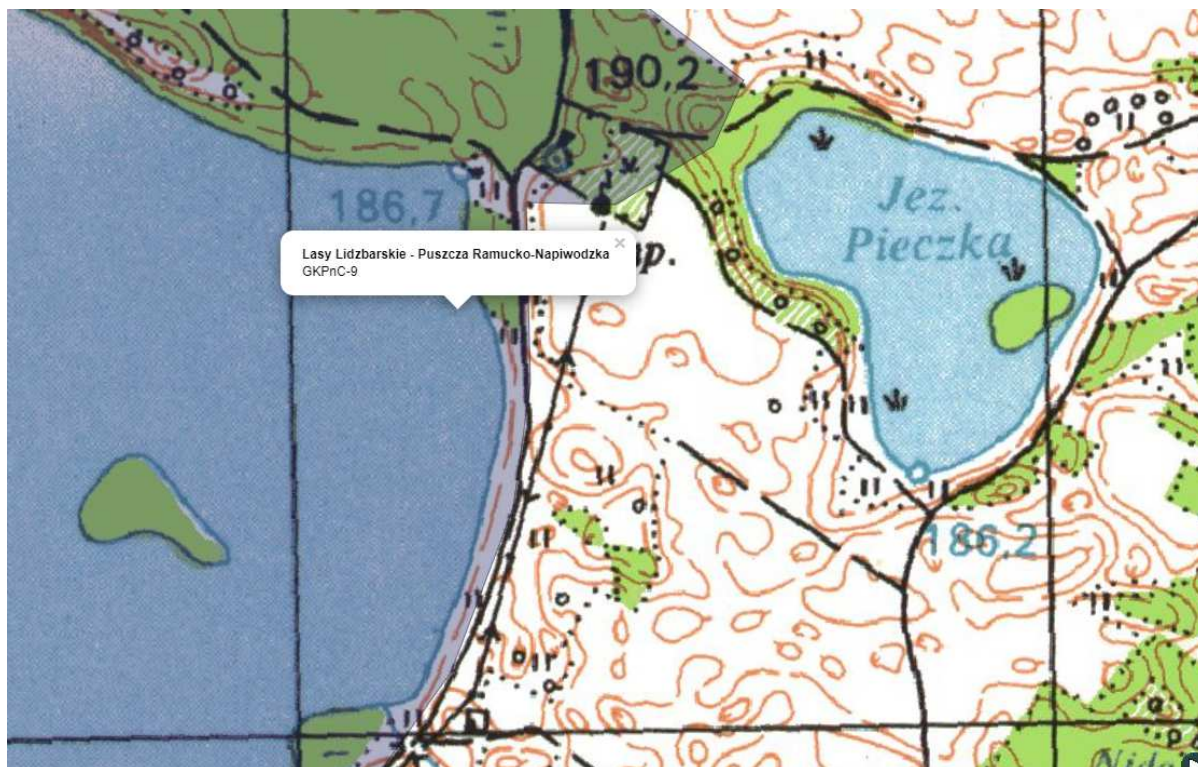 190,2
186,7
Jez.
Pieczka
×
Lasy Lidzbarskie - Puszcza Ramucko-Napiwodzka
GKPnC-9
186,2